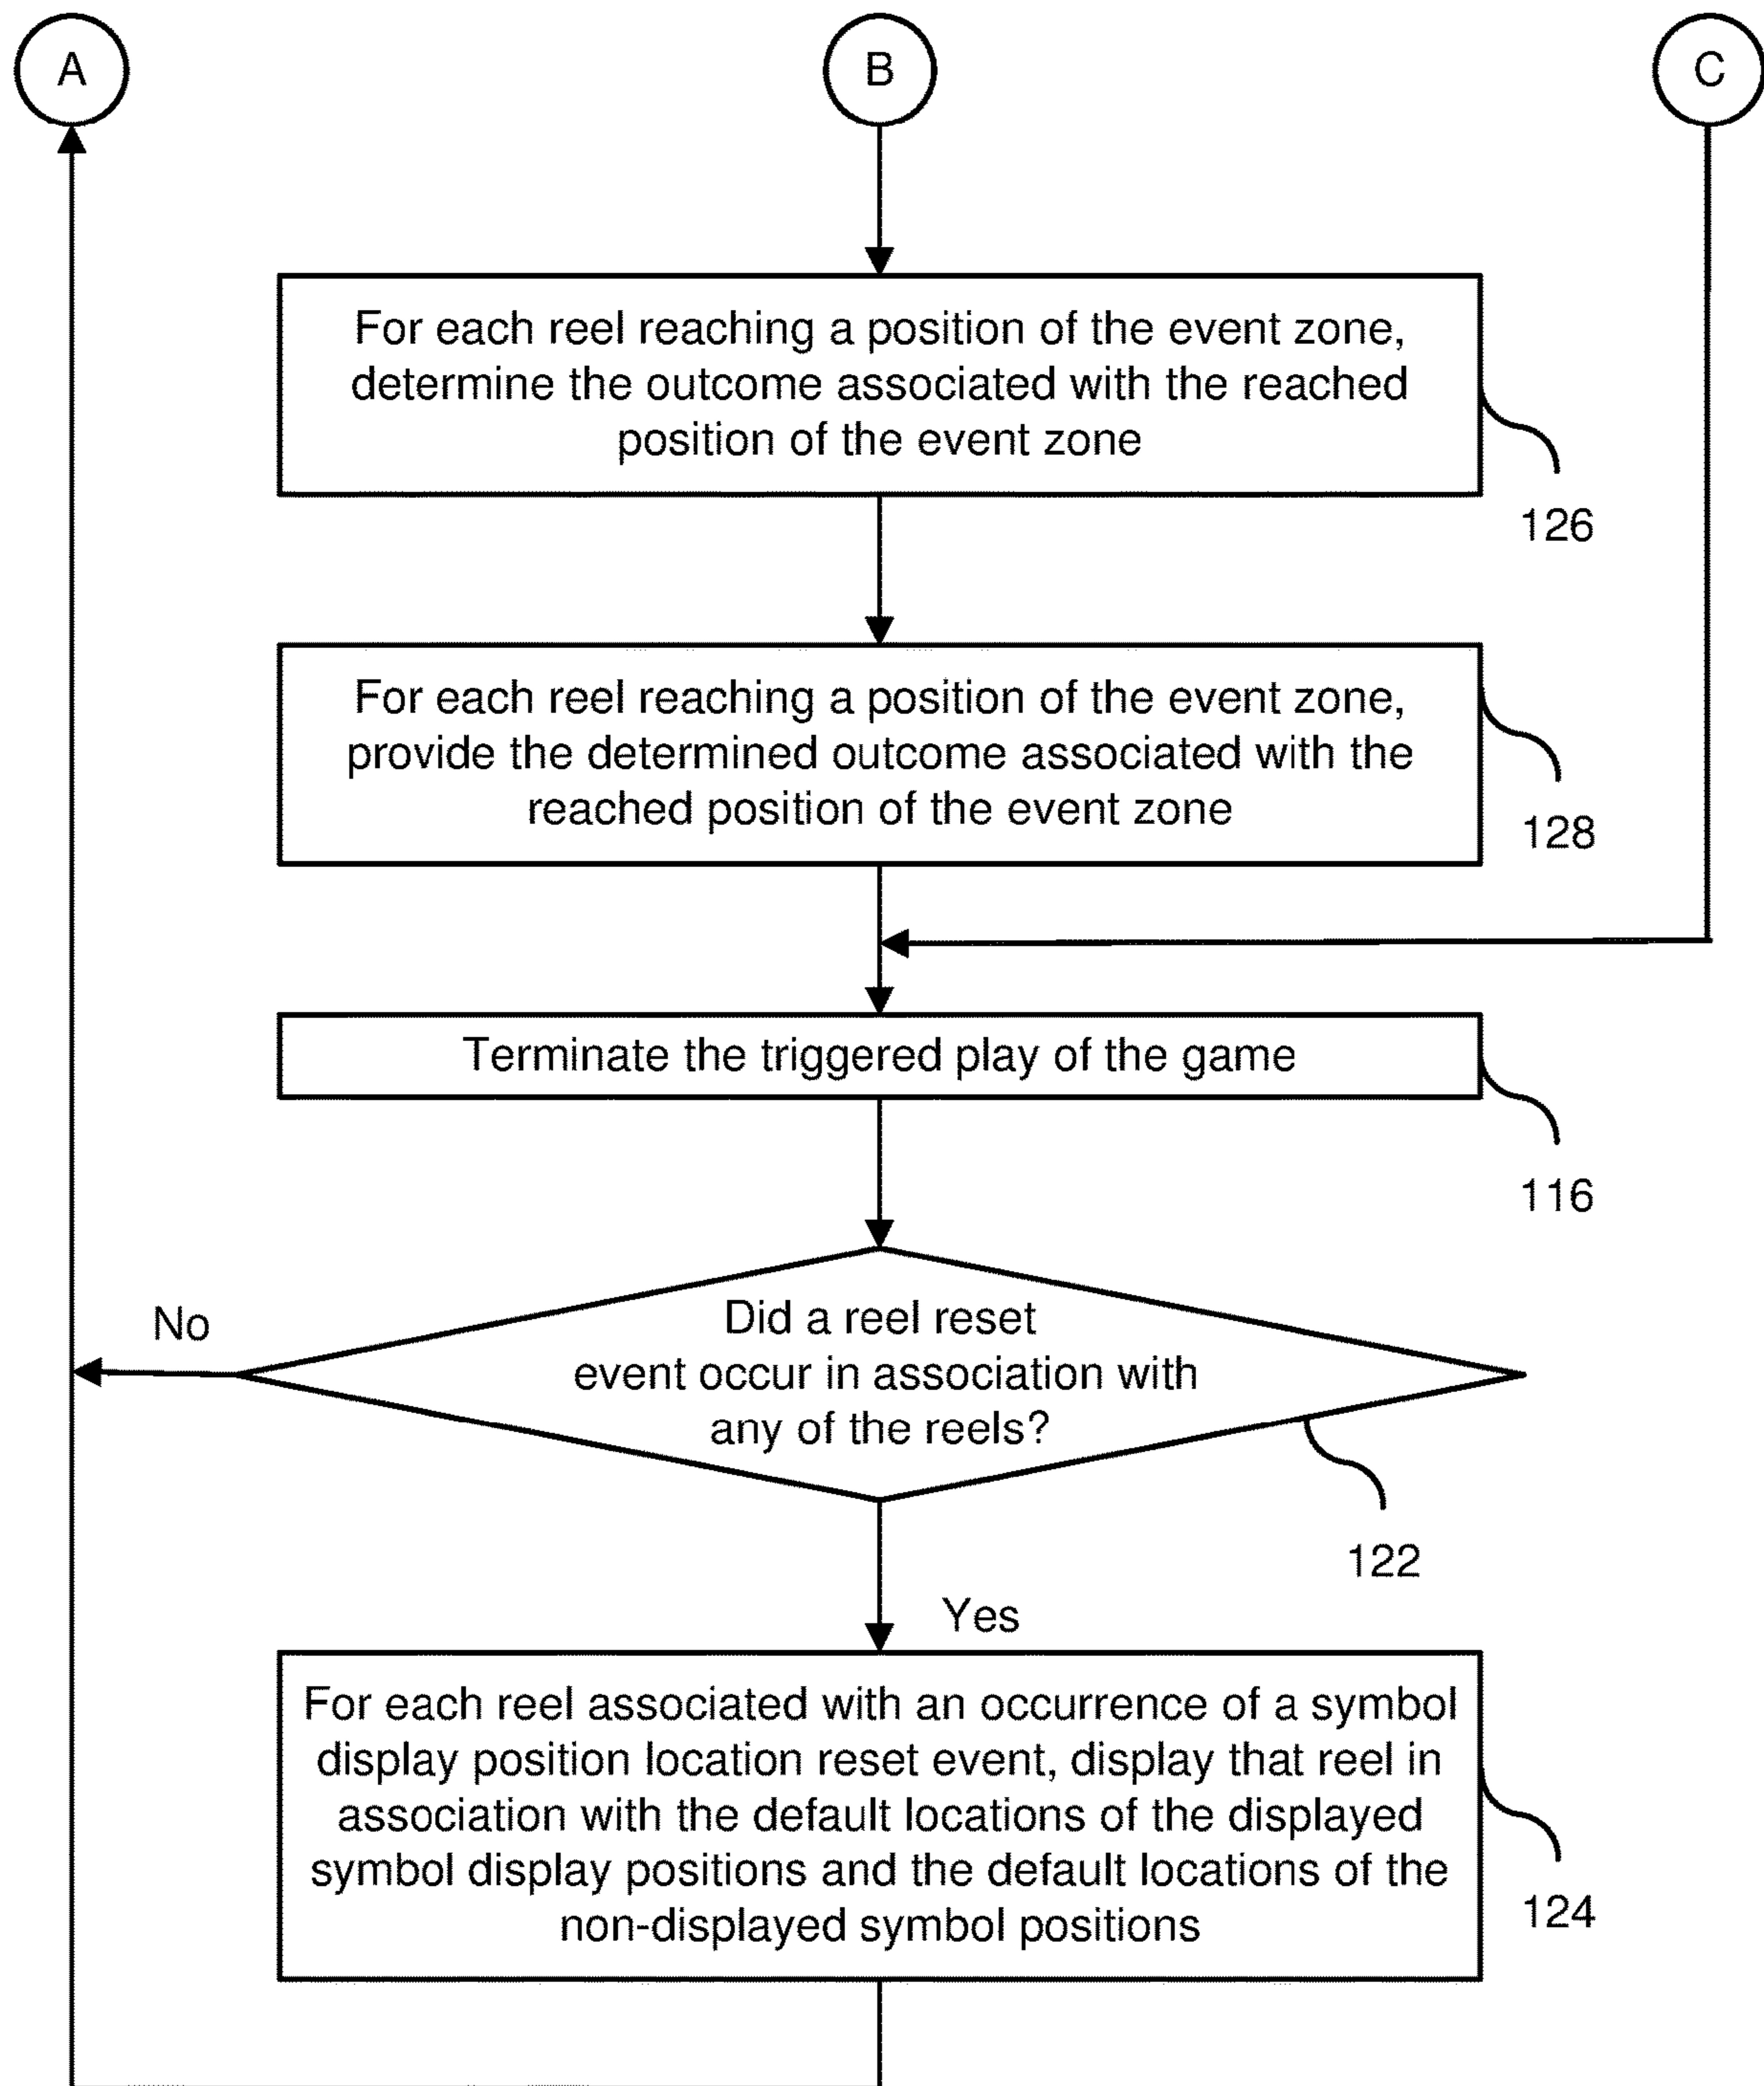 A
B
C
For each reel reaching a position of the event zone,
determine the outcome associated with the reached
position of the event zone
126
For each reel reaching a position of the event zone,
provide the determined outcome associated with the
reached position of the event zone
128
Terminate the triggered play of the game
116
No
Did a reel reset
event occur in association with
any of the reels?
122
Yes
For each reel associated with an occurrence of a symbol
display position location reset event, display that reel in
association with the default locations of the displayed
symbol display positions and the default locations of the
non-displayed symbol positions
124